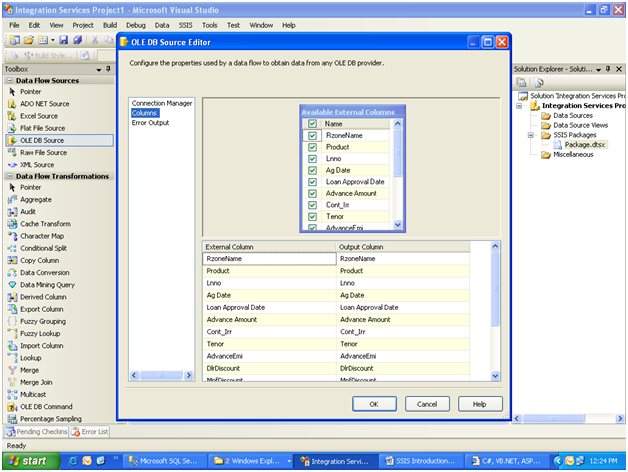 Integration Services Project1 - Microsoft Visual Studio
File Edit View Project Build Debug Data SSIS Tools Test Window Help
Build Style...
Toolbox
Data Flow Sources
Pointer
ADO NET Source
Excel Source
Flat File Source
OLE DB Source
Raw File Source
XML Source
Data Flow Transformations
Pointer
Aggregate
Audit
Cache Transform
Character Map
Conditional Split
Copy Column
Data Conversion
Data Mining Query
Derived Column
Export Column
Fuzzy Grouping
Fuzzy Lookup
Import Column
Lookup
Merge
Merge Join
Multicast
OLE DB Command
Percentage Sampling
Pending Checkins Error List
Ready
OLE DB Source Editor
Configure the properties used by a data flow to obtain data from any OLE DB provider.
Connection Manager
Columns
Error Output
Available External Columns
Name
RzoneName
Product
Lnno
Ag Date
Loan Approval Date
Advance Amount
Cont_Irr
Tenor
AdvanceEmi
External Column Output Column
RzoneName RzoneName
Product Product
Lnno Lnno
Ag Date Ag Date
Loan Approval Date Loan Approval Date
Advance Amount Advance Amount
Cont_Irr Cont_Irr
Tenor Tenor
AdvanceEmi AdvanceEmi
DlrDiscount DlrDiscount
MnfDiscount MnfDiscount
OK Cancel Help
Solution Explorer - Soluti...
Solution 'Integration Services Pro
Integration Services Pro
Data Sources
Data Source Views
SSIS Packages
Package.dtsx
Miscellaneous
start
Microsoft SQL Se...
2 Windows Expl...
Integration Servi...
SSIS Introduction...
C#, VB.NET, ASP...
12:24 PM